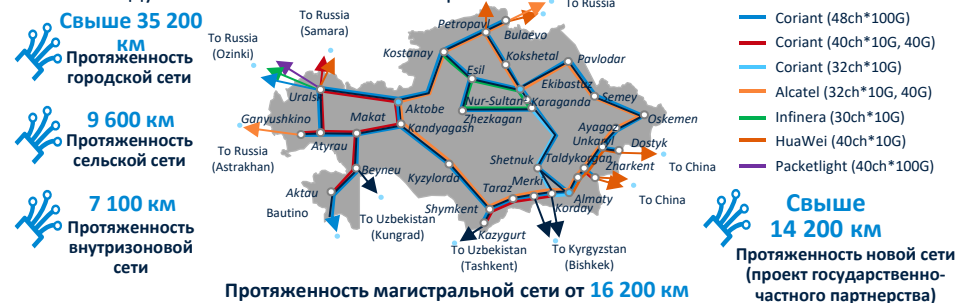 Свыше 35 200
км
Протяженность
городской сети
9 600 км
Протяженность
сельской сети
7 100 км
Протяженность
внутризоновой
сети
To Russia
(Ozinki)
To Russia
(Samara)
To Russia
Petropavl
Bulaevo
Kostanay
Kokshetal
Pavlodar
Esil
Ekibastuz
Uralsk
Nur-Sultan
Semey
Aktobe
Karaganda
Ganyushkino
Makat
Zhezkagan
Oskemen
Kandyagash
Ayagoz
Atyrau
Unkaryl
Dostyk
To Russia
(Astrakhan)
Shetnuk
Taldykorgan
To China
Beyneu
Kyzylorda
Zharkent
Merki
Taraz
Aktau
Almaty
To China
Bautino
Shymkent
Korday
To Uzbekistan
(Kungrad)
Kazygurt
To Uzbekistan
(Tashkent)
To Kyrgyzstan
(Bishkek)
Протяженность магистральной сети от 16 200 км
Coriant (48ch*100G)
Coriant (40ch*10G, 40G)
Coriant (32ch*10G)
Alcatel (32ch*10G, 40G)
Infinera (30ch*10G)
HuaWei (40ch*10G)
Packetlight (40ch*100G)
Свыше
14 200 км
Протяженность новой сети
(проект государственно-
частного партнерства)